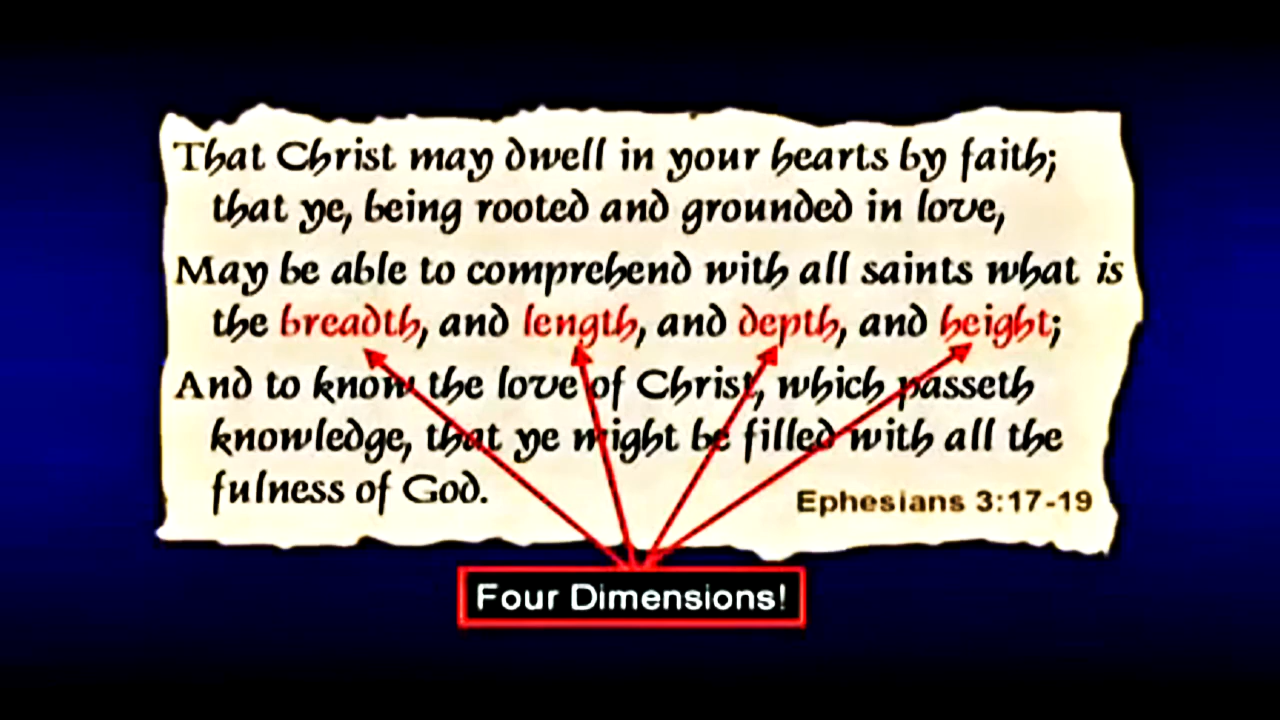 That Christ may dwell in your hearts by faith;
that ye, being rooted and grounded in love,
May be able to comprehend with all saints what is
the breadth, and length, and depth, and height;
And to know the love of Christ, which passeth
knowledge, that ye might be filled with all the
fulness of God.
Ephesians 3:17-19
Four Dimensions!